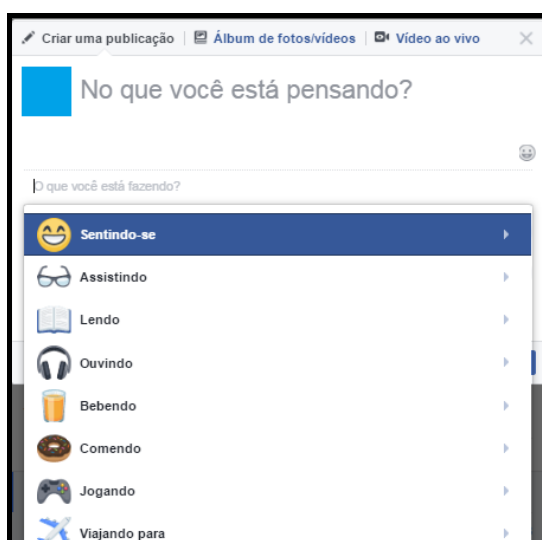 Criar uma publicação Álbum de fotos/vídeos Vídeo ao vivo
No que você está pensando?
O que você está fazendo?
Sentindo-se
Assistindo
Lendo
Ouvindo
Bebendo
Comendo
Jogando
Viajando para